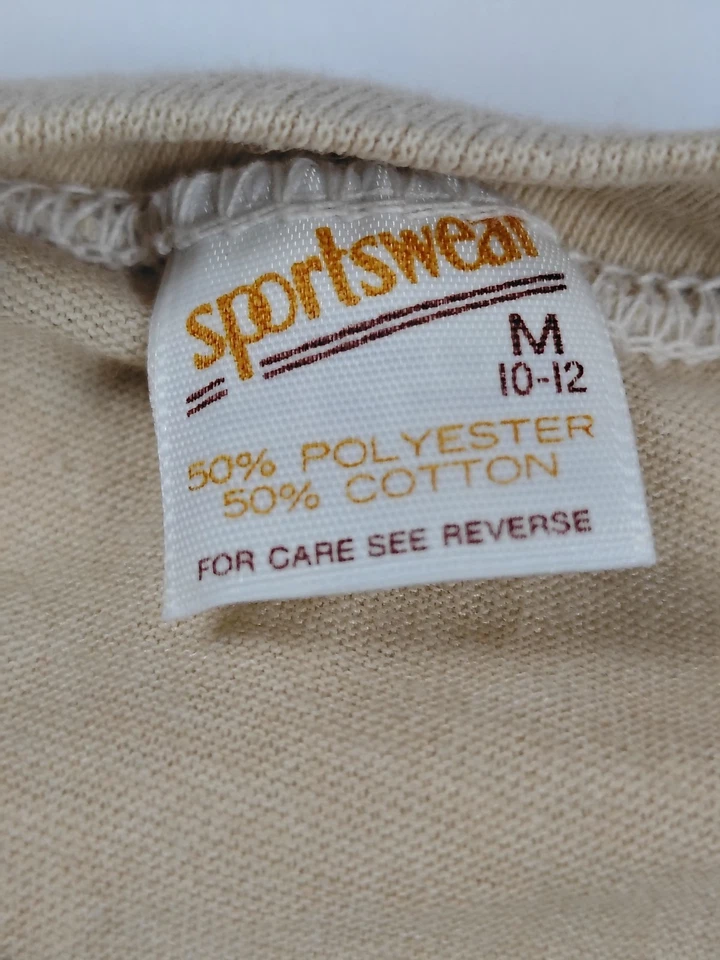 sportswear
M
10-12
50% POLYESTER
50% COTTON
FOR CARE SEE REVERSE